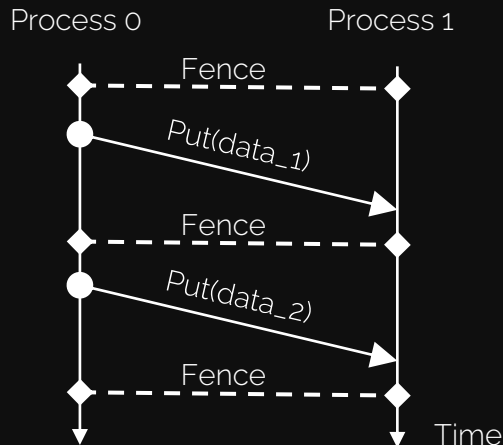 Process 0
Process 1
Fence
Put(data_1)
Fence
Put(data_2)
Fence
Time